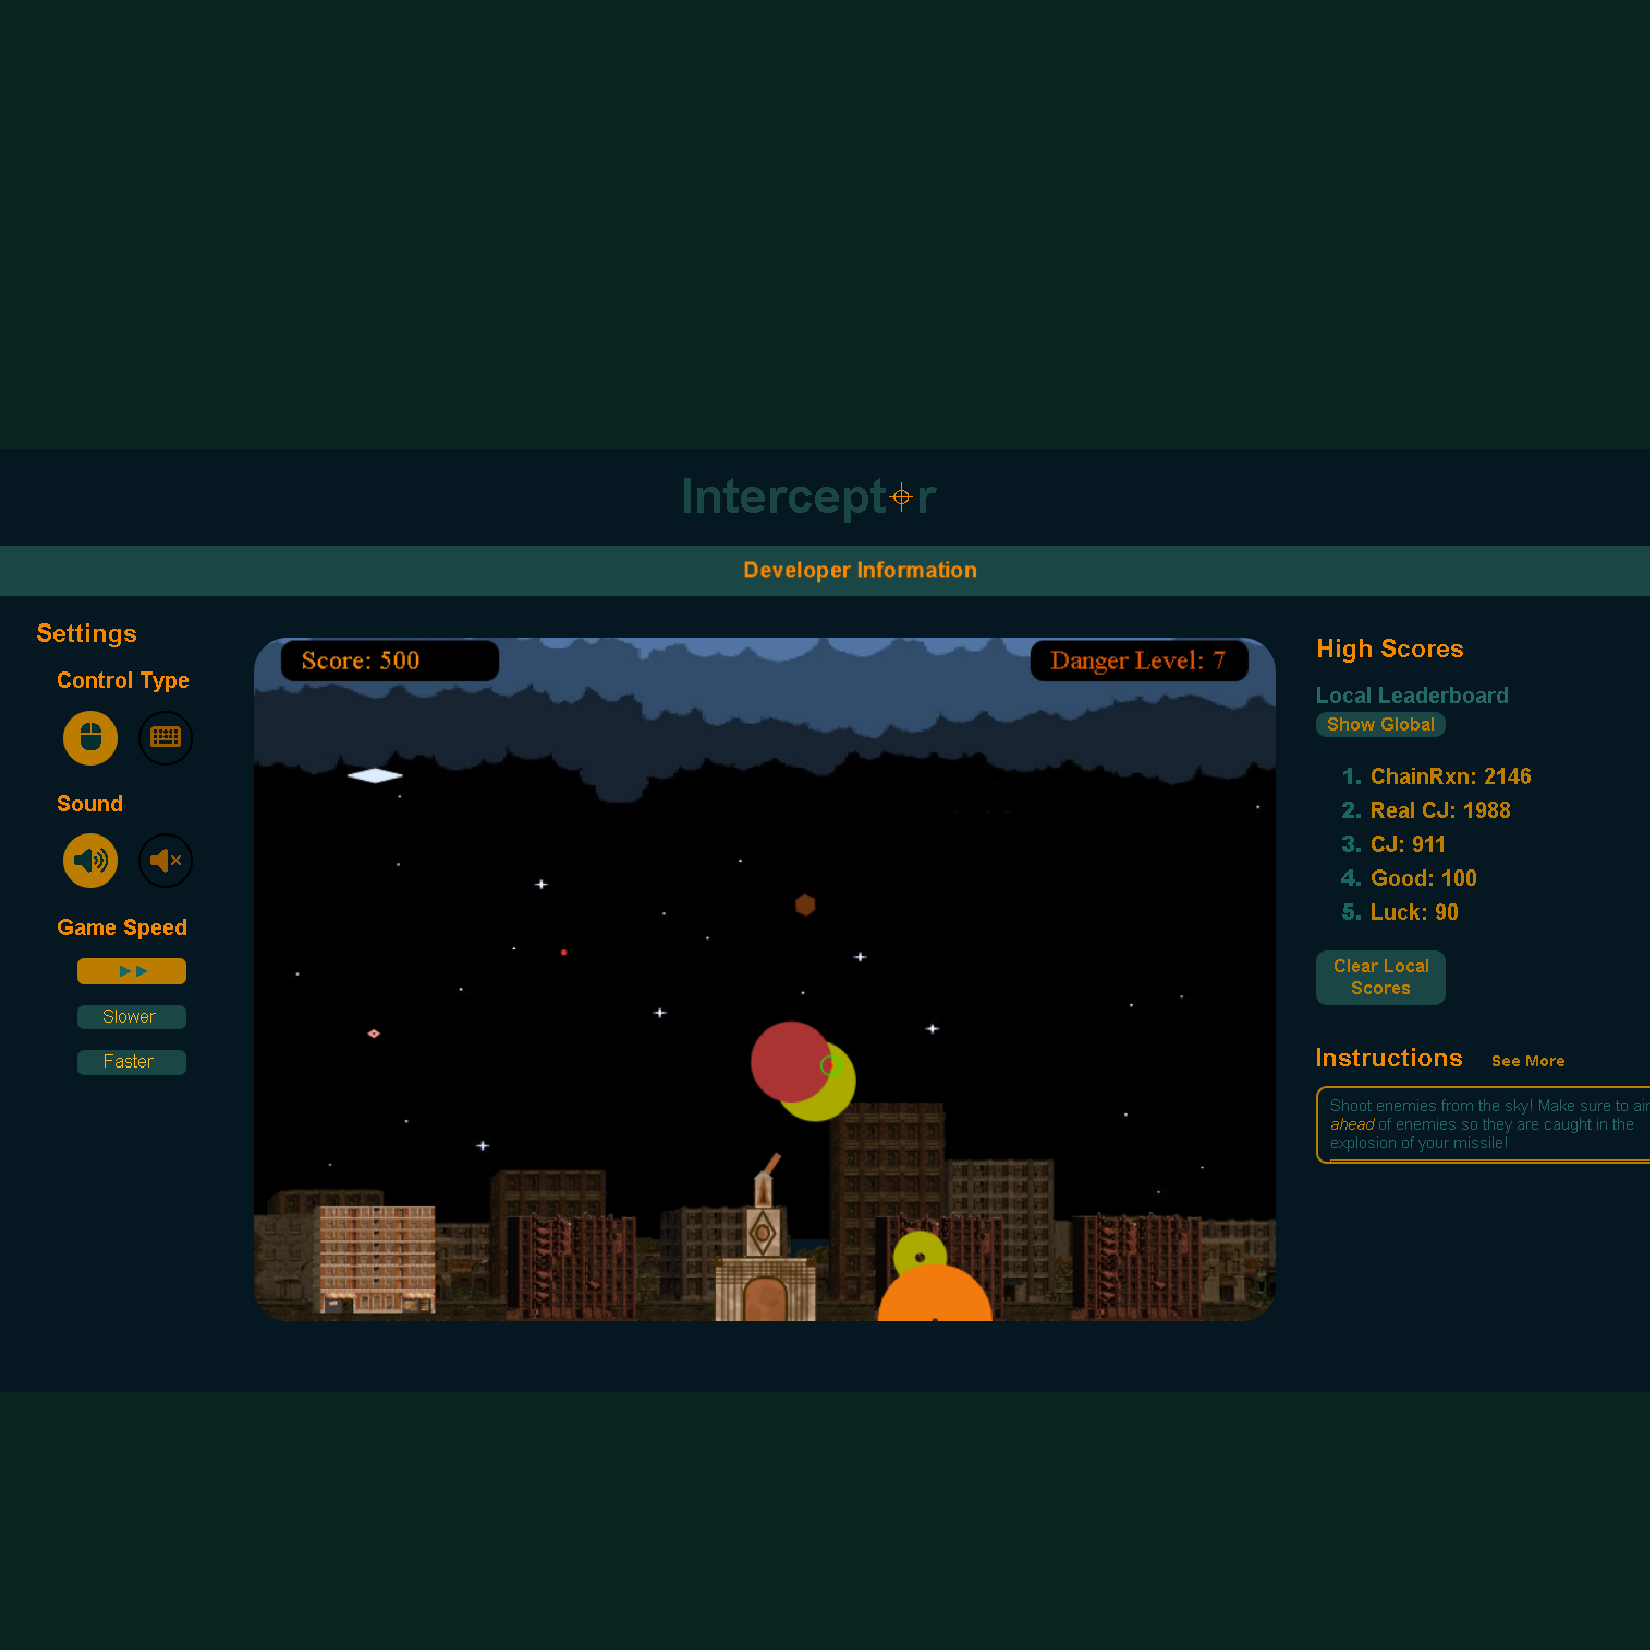 Interceptor
Developer Information
Settings
Control Type
Sound
Game Speed
Slower
Faster
Score: 500
Danger Level: 7
High Scores
Local Leaderboard
Show Global
1. ChainRxn: 2146
2. Real CJ: 1988
3. CJ: 911
4. Good: 100
5. Luck: 90
Clear Local
Scores
Instructions See More
Shoot enemies from the sky! Make sure to
ahead of enemies so they are caught in the
explosion of your missile!